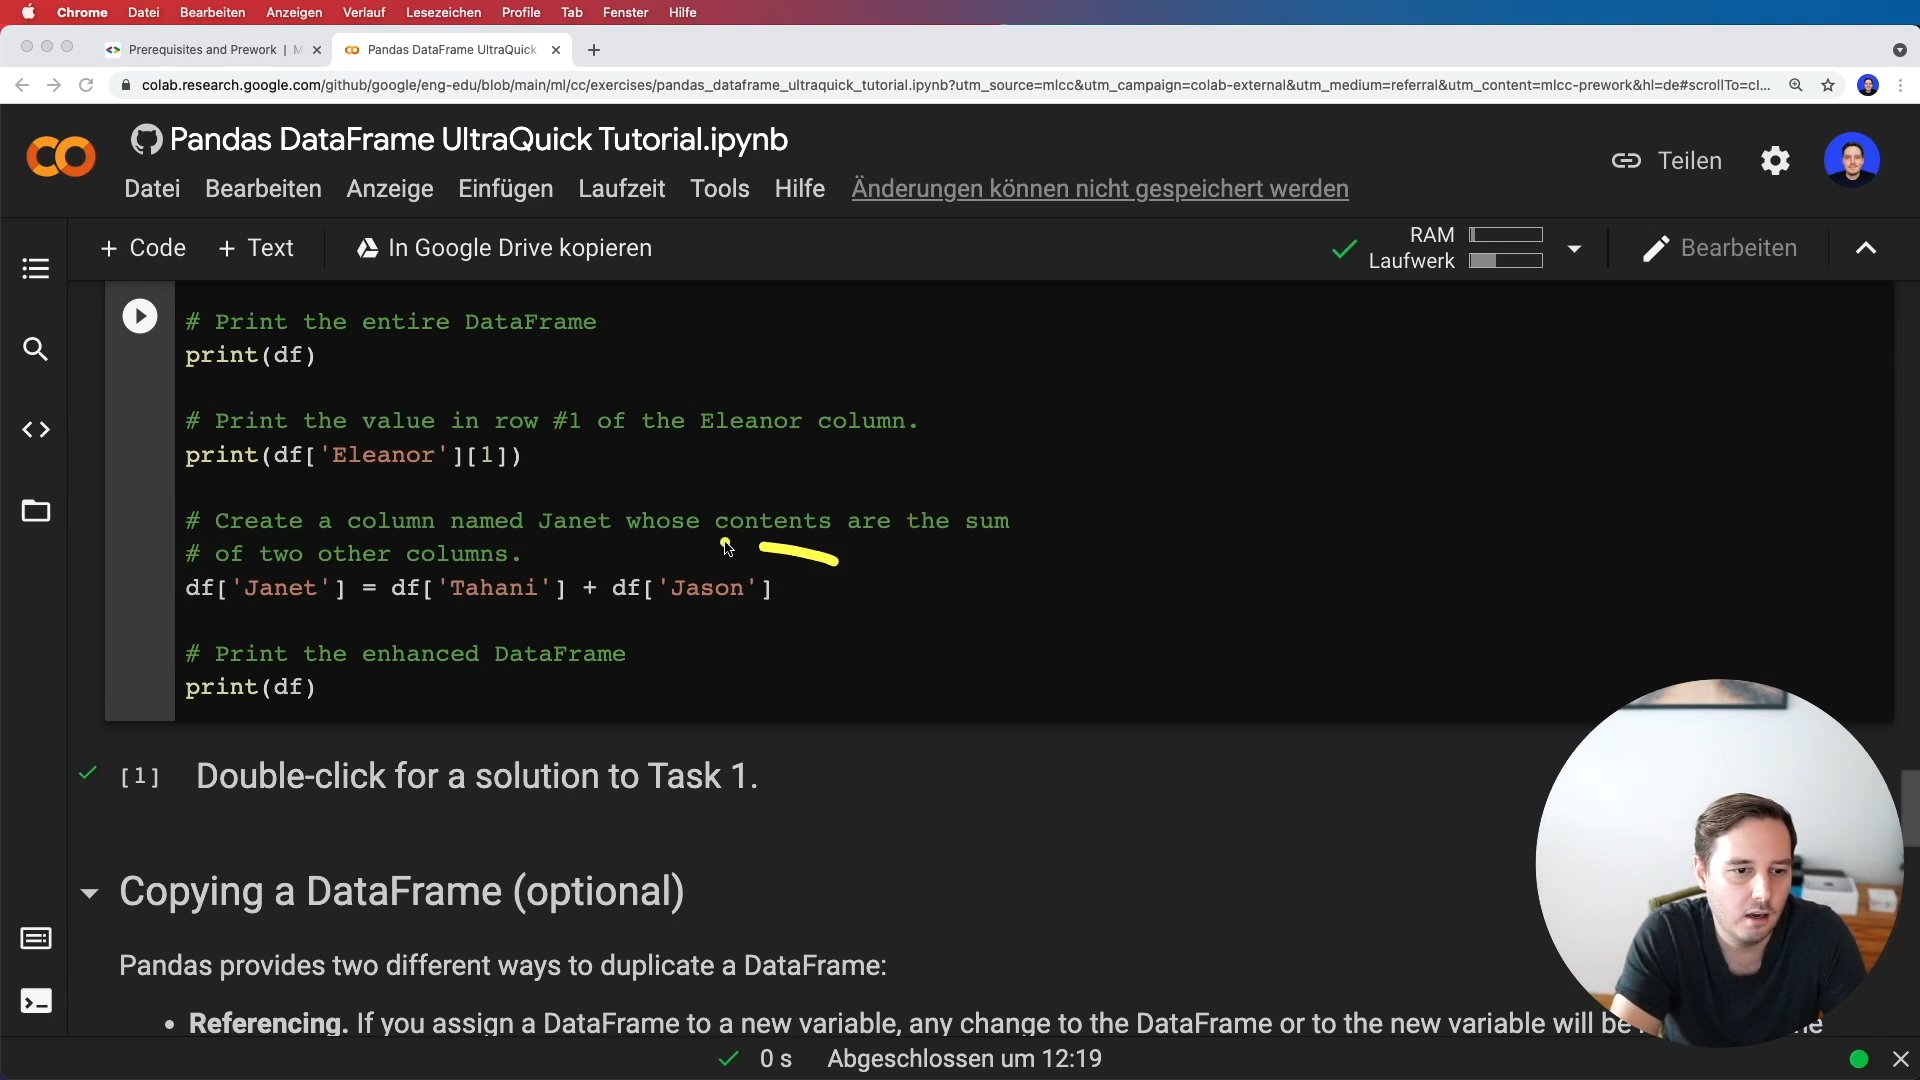 Chrome Datei Bearbeiten Anzeigen Verlauf Lesezeichen Profile Tab Fenster Hilfe
Prerequisites and Prework | M
Pandas DataFrame UltraQuick
colab.research.google.com/github/google/eng-edu/blob/main/ml/cc/exercises/pandas_dataframe_ultraquick_tutorial.ipynb?utm_source=mlcc&utm_campaign=colab-external&utm_medium=referral&utm_content=mlcc-prework&hl=de#scrollTo=cl...
Pandas DataFrame UltraQuick Tutorial.ipynb
Teilen
Datei Bearbeiten Anzeige Einfügen Laufzeit Tools Hilfe Änderungen können nicht gespeichert werden
+ Code + Text In Google Drive kopieren
RAM
Laufwerk
Bearbeiten
# Print the entire DataFrame
print(df)
# Print the value in row #1 of the Eleanor column.
print(df['Eleanor'][1])
# Create a column named Janet whose contents are the sum
# of two other columns.
df['Janet'] = df['Tahani'] + df['Jason']
# Print the enhanced DataFrame
print(df)
[1] Double-click for a solution to Task 1.
Copying a DataFrame (optional)
Pandas provides two different ways to duplicate a DataFrame:
• Referencing. If you assign a DataFrame to a new variable, any change to the DataFrame or to the new variable will be
0 s Abgeschlossen um 12:19